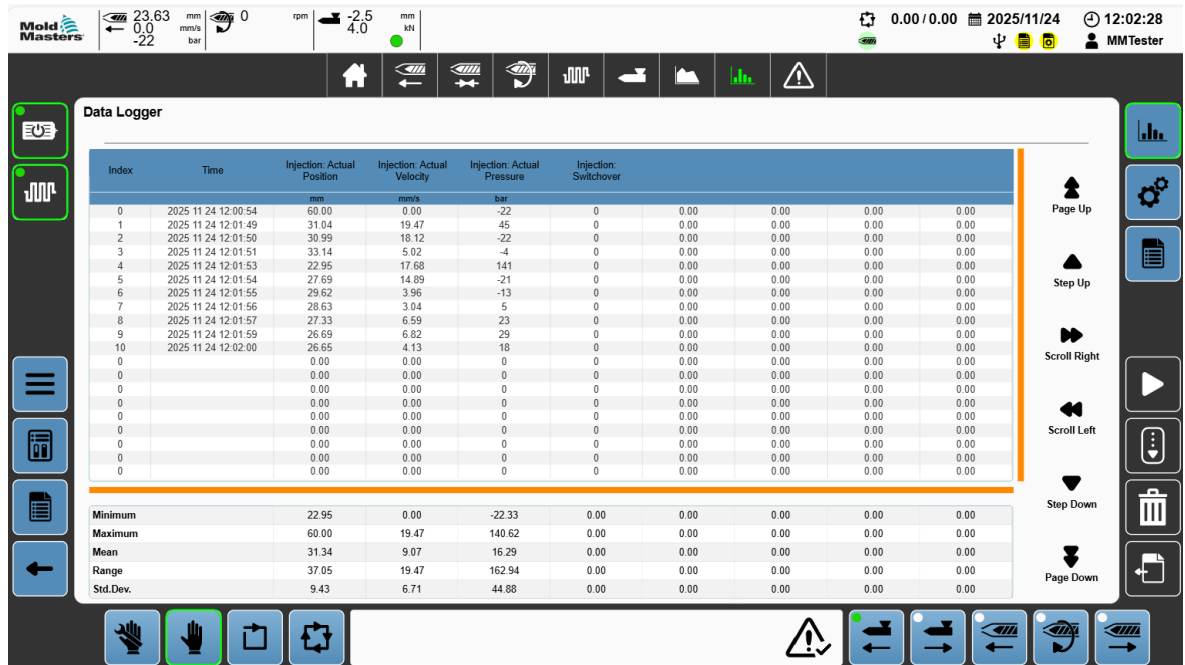 Mold Masters
23.63 mm 0 rpm -2.5 mm 0.00 / 0.00 2025/11/24 12:02:28
0.0 mm/s 4.0 kN
-22 bar MMTester
Data Logger
Index Time Injection: Actual Position Injection: Actual Velocity Injection: Actual Pressure Injection: Switchover
mm mm/s bar
0 2025 11 24 12:00:54 60.00 0.00 -22 0 0.00 0.00 0.00 0.00
1 2025 11 24 12:01:49 31.04 19.47 45 0 0.00 0.00 0.00 0.00
2 2025 11 24 12:01:50 30.99 18.12 -22 0 0.00 0.00 0.00 0.00
3 2025 11 24 12:01:51 33.14 5.02 -4 0 0.00 0.00 0.00 0.00
4 2025 11 24 12:01:53 22.95 17.68 141 0 0.00 0.00 0.00 0.00
5 2025 11 24 12:01:54 27.69 14.89 -21 0 0.00 0.00 0.00 0.00
6 2025 11 24 12:01:55 29.62 3.96 -13 0 0.00 0.00 0.00 0.00
7 2025 11 24 12:01:56 28.63 3.04 5 0 0.00 0.00 0.00 0.00
8 2025 11 24 12:01:57 27.33 6.59 23 0 0.00 0.00 0.00 0.00
9 2025 11 24 12:01:59 26.69 6.82 29 0 0.00 0.00 0.00 0.00
10 2025 11 24 12:02:00 26.65 4.13 18 0 0.00 0.00 0.00 0.00
0 0.00 0.00 0 0 0.00 0.00 0.00 0.00
0 0.00 0.00 0 0 0.00 0.00 0.00 0.00
0 0.00 0.00 0 0 0.00 0.00 0.00 0.00
0 0.00 0.00 0 0 0.00 0.00 0.00 0.00
0 0.00 0.00 0 0 0.00 0.00 0.00 0.00
0 0.00 0.00 0 0 0.00 0.00 0.00 0.00
0 0.00 0.00 0 0 0.00 0.00 0.00 0.00
0 0.00 0.00 0 0 0.00 0.00 0.00 0.00
0 0.00 0.00 0 0 0.00 0.00 0.00 0.00
Minimum 22.95 0.00 -22.33 0.00 0.00 0.00 0.00 0.00
Maximum 60.00 19.47 140.62 0.00 0.00 0.00 0.00 0.00
Mean 31.34 9.07 16.29 0.00 0.00 0.00 0.00 0.00
Range 37.05 19.47 162.94 0.00 0.00 0.00 0.00 0.00
Std.Dev. 9.43 6.71 44.88 0.00 0.00 0.00 0.00 0.00
Page Up
Step Up
Scroll Right
Scroll Left
Step Down
Page Down